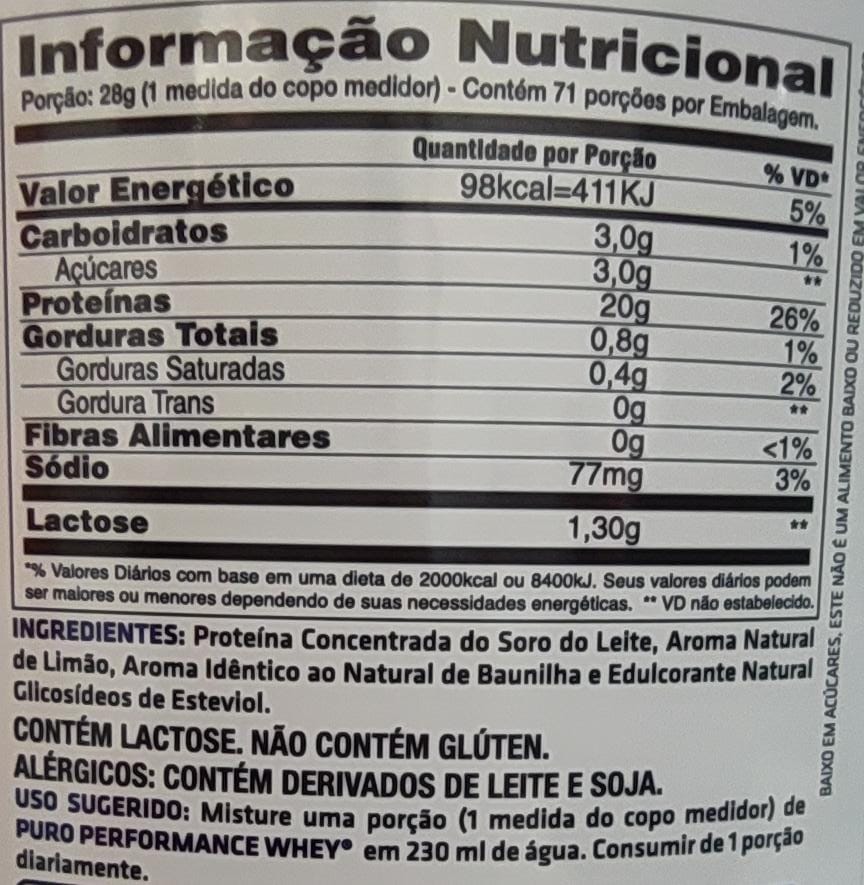 Informação Nutricional
Porção: 28g (1 medida do copo medidor) - Contém 71 porções por Embalagem.
Quantidade por Porção % VD*
Valor Energético 98kcal=411KJ 5%
Carboidratos 3,0g 1%
Açúcares 3,0g **
Proteínas 20g 26%
Gorduras Totais 0,8g 1%
Gorduras Saturadas 0,4g 2%
Gordura Trans 0g **
Fibras Alimentares 0g <1%
Sódio 77mg 3%
Lactose 1,30g **
*% Valores Diários com base em uma dieta de 2000kcal ou 8400kJ. Seus valores diários podem
ser maiores ou menores dependendo de suas necessidades energéticas. ** VD não estabelecido.
INGREDIENTES: Proteína Concentrada do Soro do Leite, Aroma Natural
de Limão, Aroma Idêntico ao Natural de Baunilha e Edulcorante Natural
Glicosídeos de Esteviol.
CONTÉM LACTOSE. NÃO CONTÉM GLÚTEN.
ALÉRGICOS: CONTÉM DERIVADOS DE LEITE E SOJA.
USO SUGERIDO: Misture uma porção (1 medida do copo medidor) de
PURO PERFORMANCE WHEY® em 230 ml de água. Consumir de 1 porção
diariamente.
BAIXO EM AÇÚCARES, ESTE NÃO É UM ALIMENTO BAIXO OU REDUZIDO EM VALOR